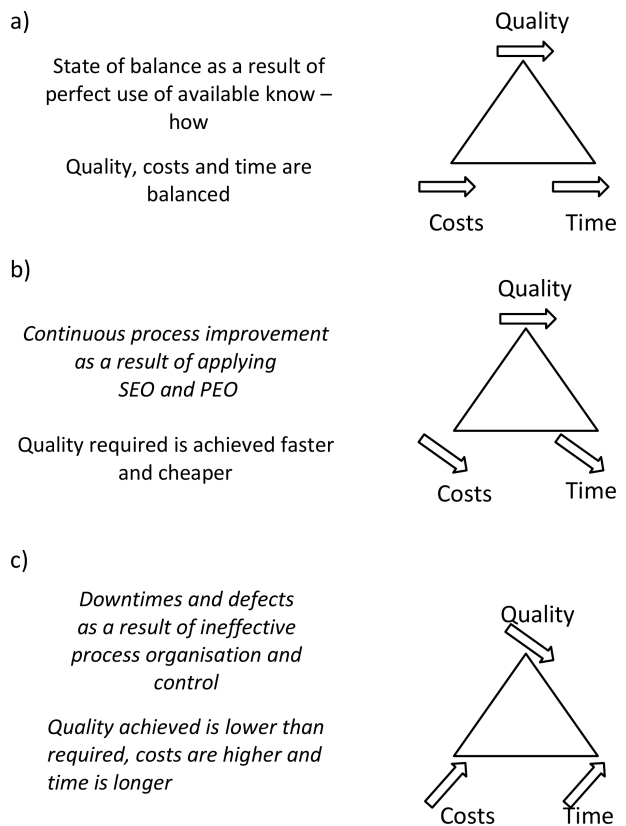 a)
Quality
State of balance as a result of
perfect use of available know –
how
Quality, costs and time are
balanced
Costs
Time
b)
Quality
Continuous process improvement
as a result of applying
SEO and PEO
Quality required is achieved faster
and cheaper
Costs
Time
c)
Downtimes and defects
as a result of ineffective
process organisation and
control
Quality
Quality achieved is lower than
required, costs are higher and
time is longer
Costs
Time